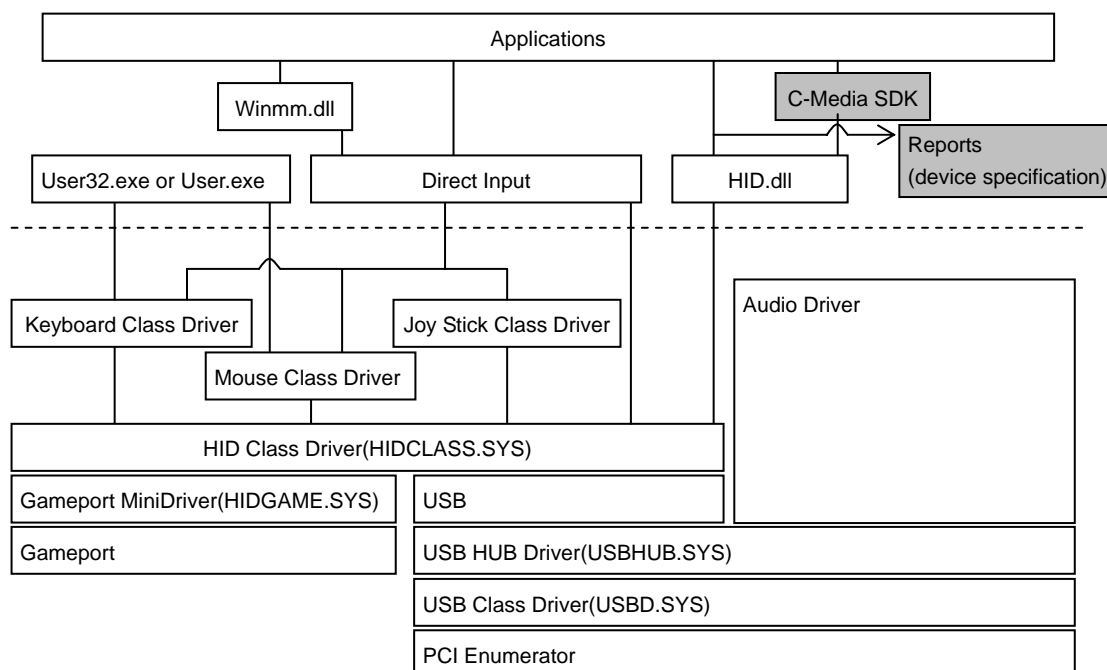 Applications
Winmm.dll
C-Media SDK
Reports
(device specification)
User32.exe or User.exe
Direct Input
HID.dll
Keyboard Class Driver
Joy Stick Class Driver
Audio Driver
Mouse Class Driver
HID Class Driver(HIDCLASS.SYS)
Gameport MiniDriver(HIDGAME.SYS)
USB
Gameport
USB HUB Driver(USBHUB.SYS)
USB Class Driver(USBD.SYS)
PCI Enumerator